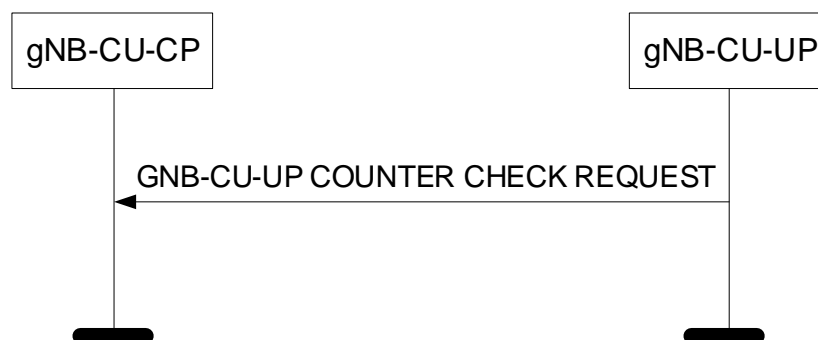 gNB-CU-CP
gNB-CU-UP
GNB-CU-UP COUNTER CHECK REQUEST